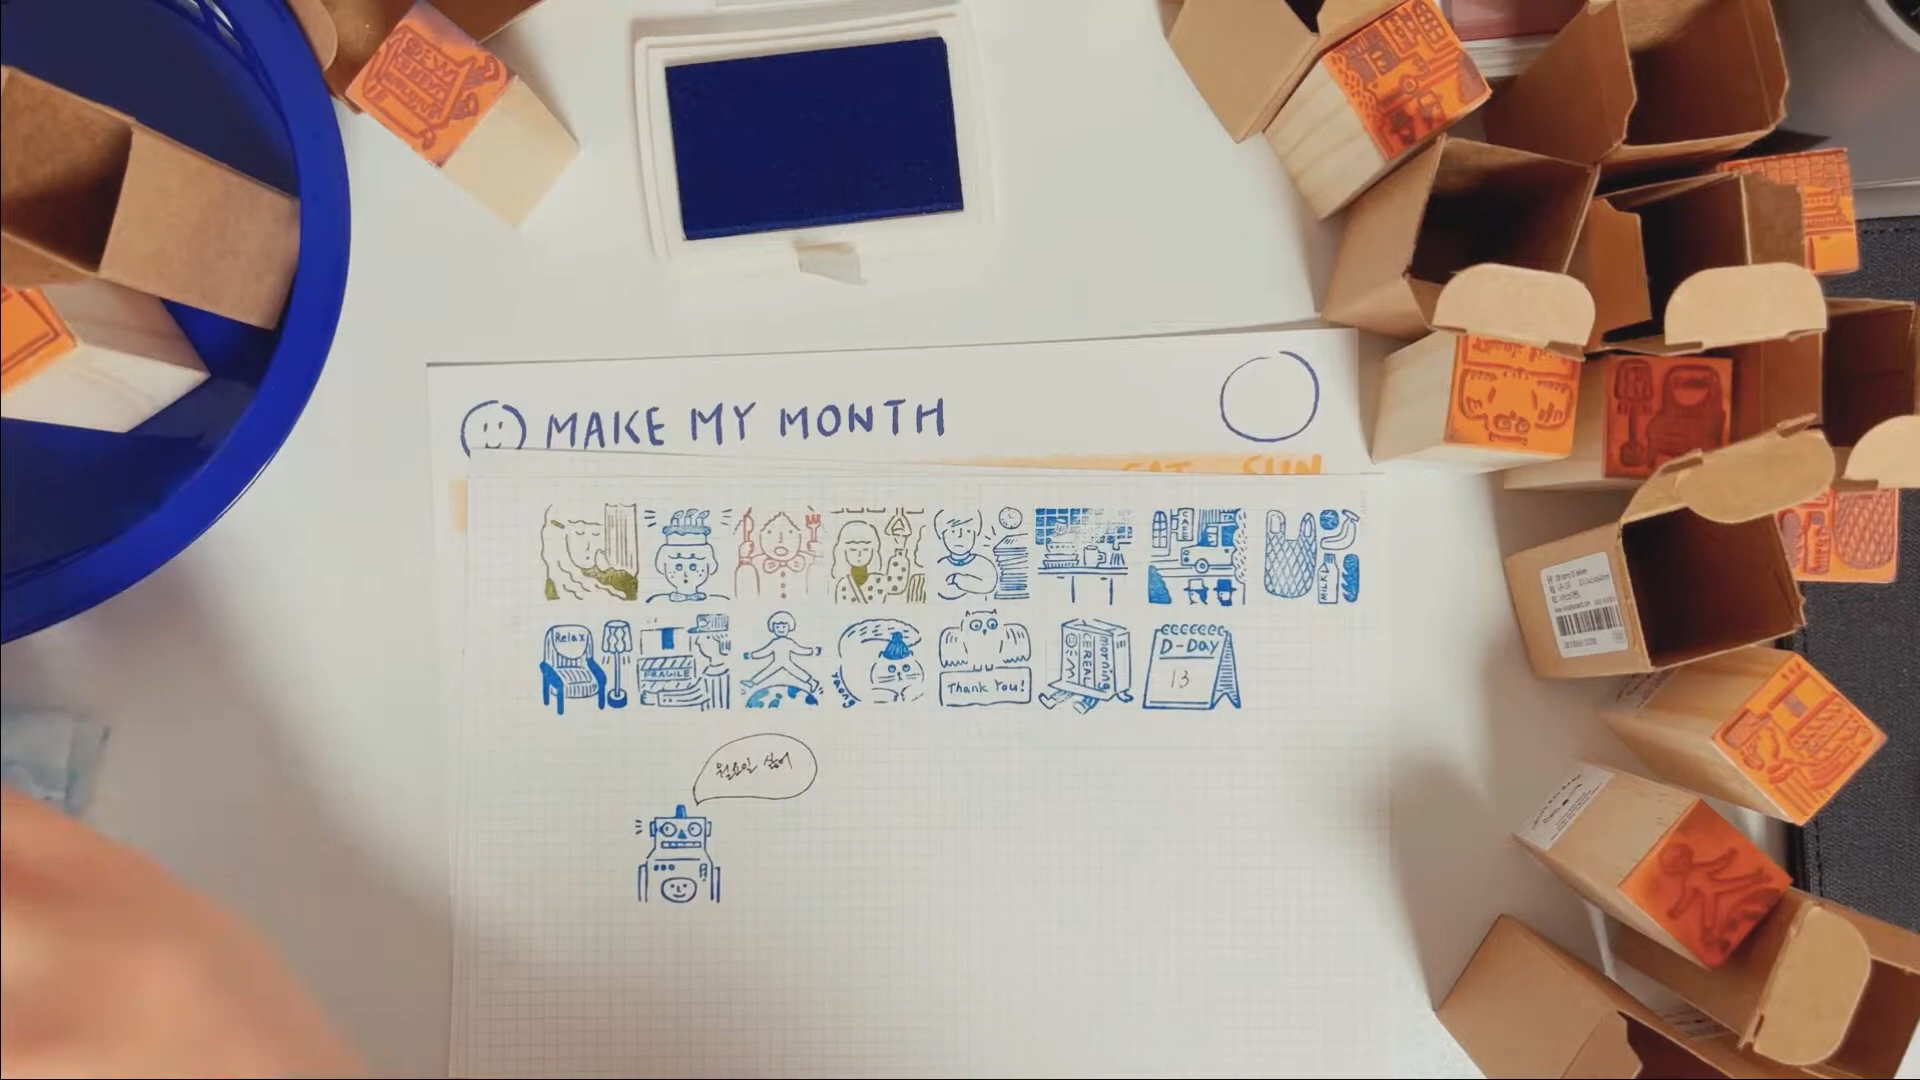 MAKE MY MONTH
SAT SUN
CAFE
MILK
Relax
FRAGILE
yaong
Thank You!
CEREAL
morning
D-DAY
13
월요일 싫어